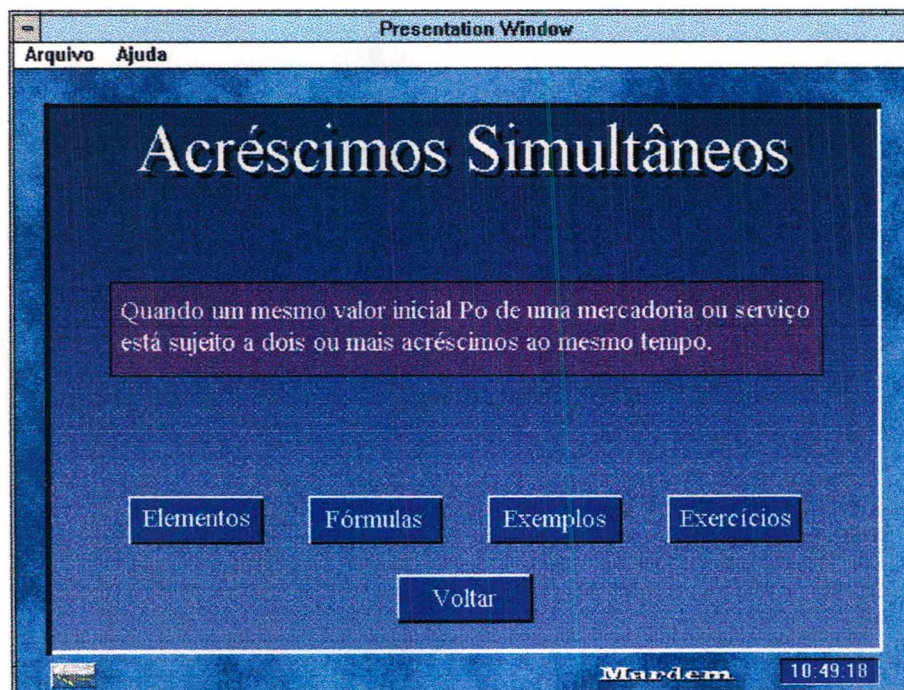 Presentation Window
Arquivo Ajuda
Acréscimos Simultâneos
Quando um mesmo valor inicial Po de uma mercadoria ou serviço
está sujeito a dois ou mais acréscimos ao mesmo tempo.
Elementos Fórmulas Exemplos Exercícios
Voltar
Mardem 10:49:18